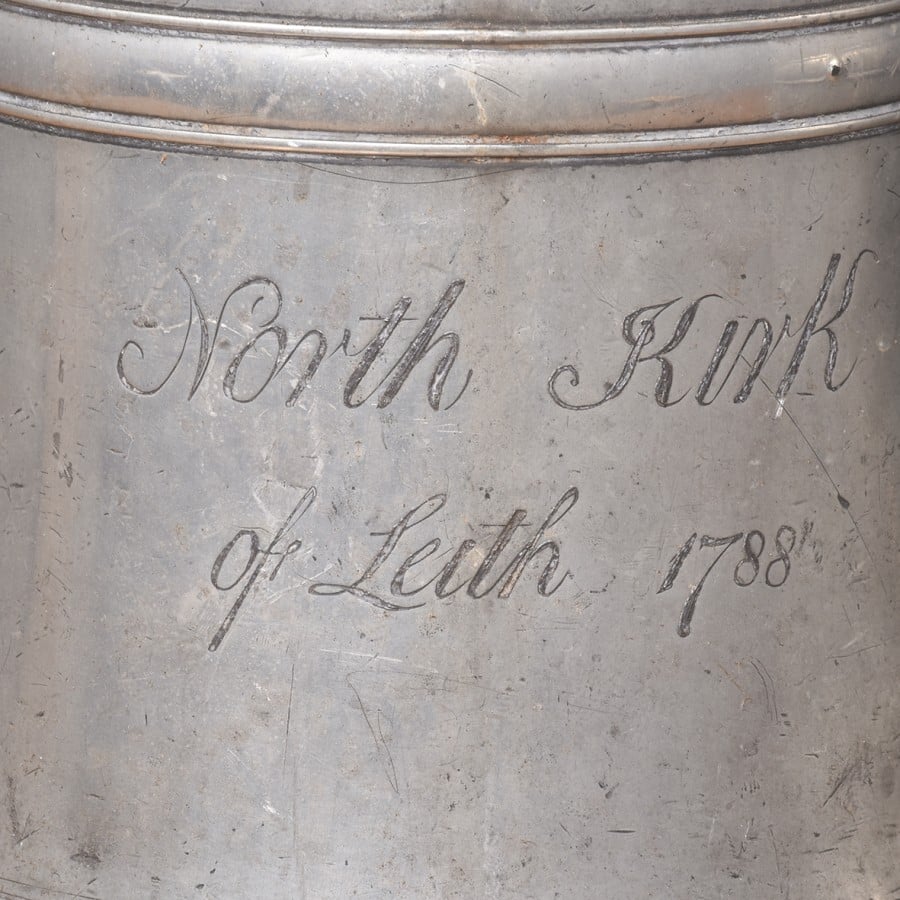 North Kirk
of Leith 1788